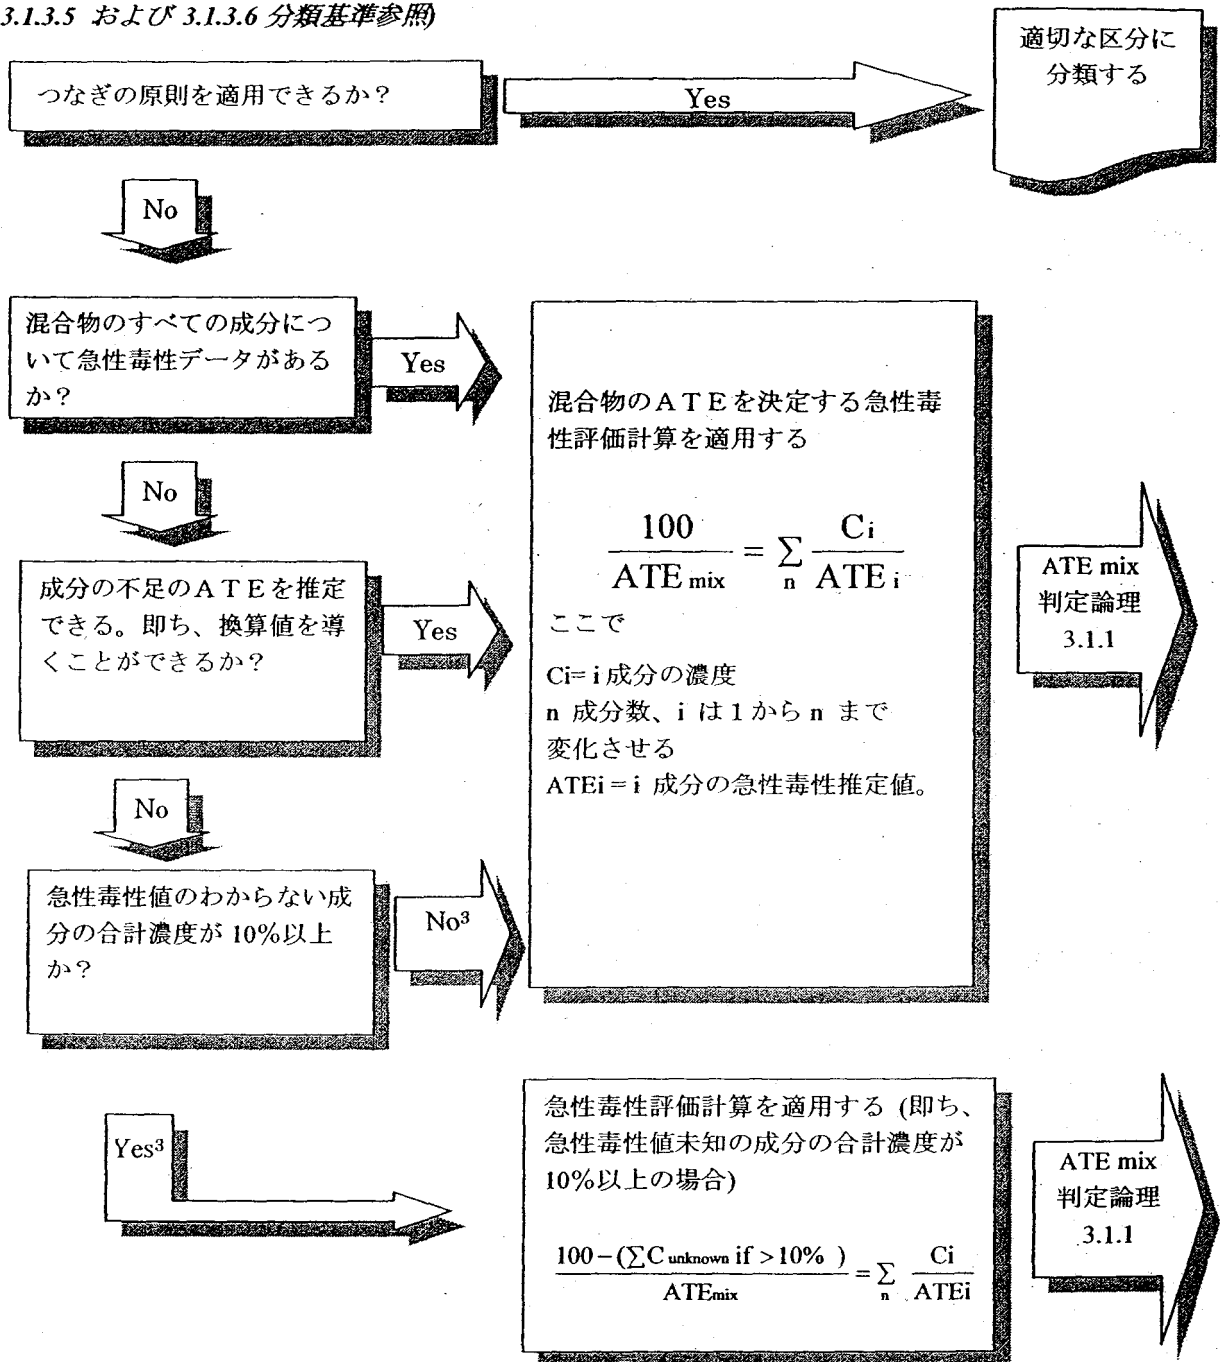 3.1.3.5 および 3.1.3.6 分類基準参照)
つなぎの原則を適用できるか？
Yes
適切な区分に
分類する
No
混合物のすべての成分につ
いて急性毒性データがある
か？
Yes
No
成分の不足のＡＴＥを推定
できる。即ち、換算値を導
くことができるか？
Yes
No
急性毒性値のわからない成
分の合計濃度が 10%以上
か？
No³
混合物のＡＴＥを決定する急性毒
性評価計算を適用する
100 / ATE mix = ∑ n Ci / ATE i
ここで
Ci= i 成分の濃度
n 成分数、i は１から n まで
変化させる
ATEi = i 成分の急性毒性推定値。
ATE mix
判定論理
3.1.1
Yes³
急性毒性評価計算を適用する (即ち、
急性毒性値未知の成分の合計濃度が
10%以上の場合)
100－(∑C unknown if > 10% ) / ATEmix = ∑ n Ci / ATEi
ATE mix
判定論理
3.1.1